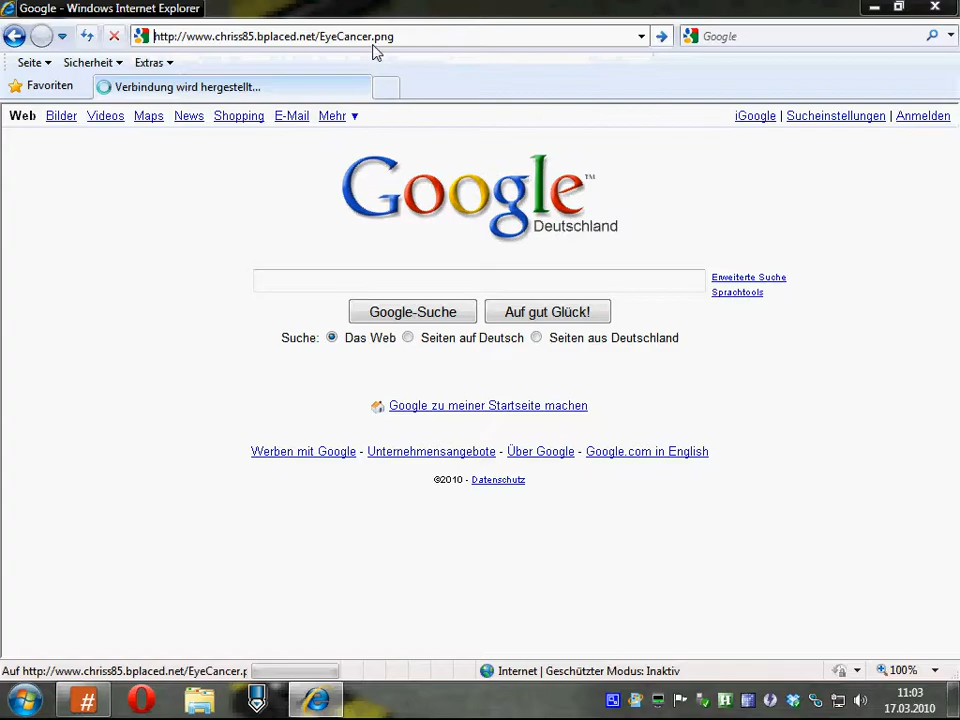 Google - Windows Internet Explorer
http://www.chriss85.bplaced.net/EyeCancer.png
Google
Seite Sicherheit Extras
Favoriten
Verbindung wird hergestellt...
Web Bilder Videos Maps News Shopping E-Mail Mehr ▼
iGoogle | Sucheinstellungen | Anmelden
Google™
Deutschland
Erweiterte Suche
Sprachtools
Google-Suche Auf gut Glück!
Suche: Das Web Seiten auf Deutsch Seiten aus Deutschland
Google zu meiner Startseite machen
Werben mit Google - Unternehmensangebote - Über Google - Google.com in English
©2010 - Datenschutz
Auf http://www.chriss85.bplaced.net/EyeCancer.p
Internet | Geschützter Modus: Inaktiv
100%
11:03
17.03.2010